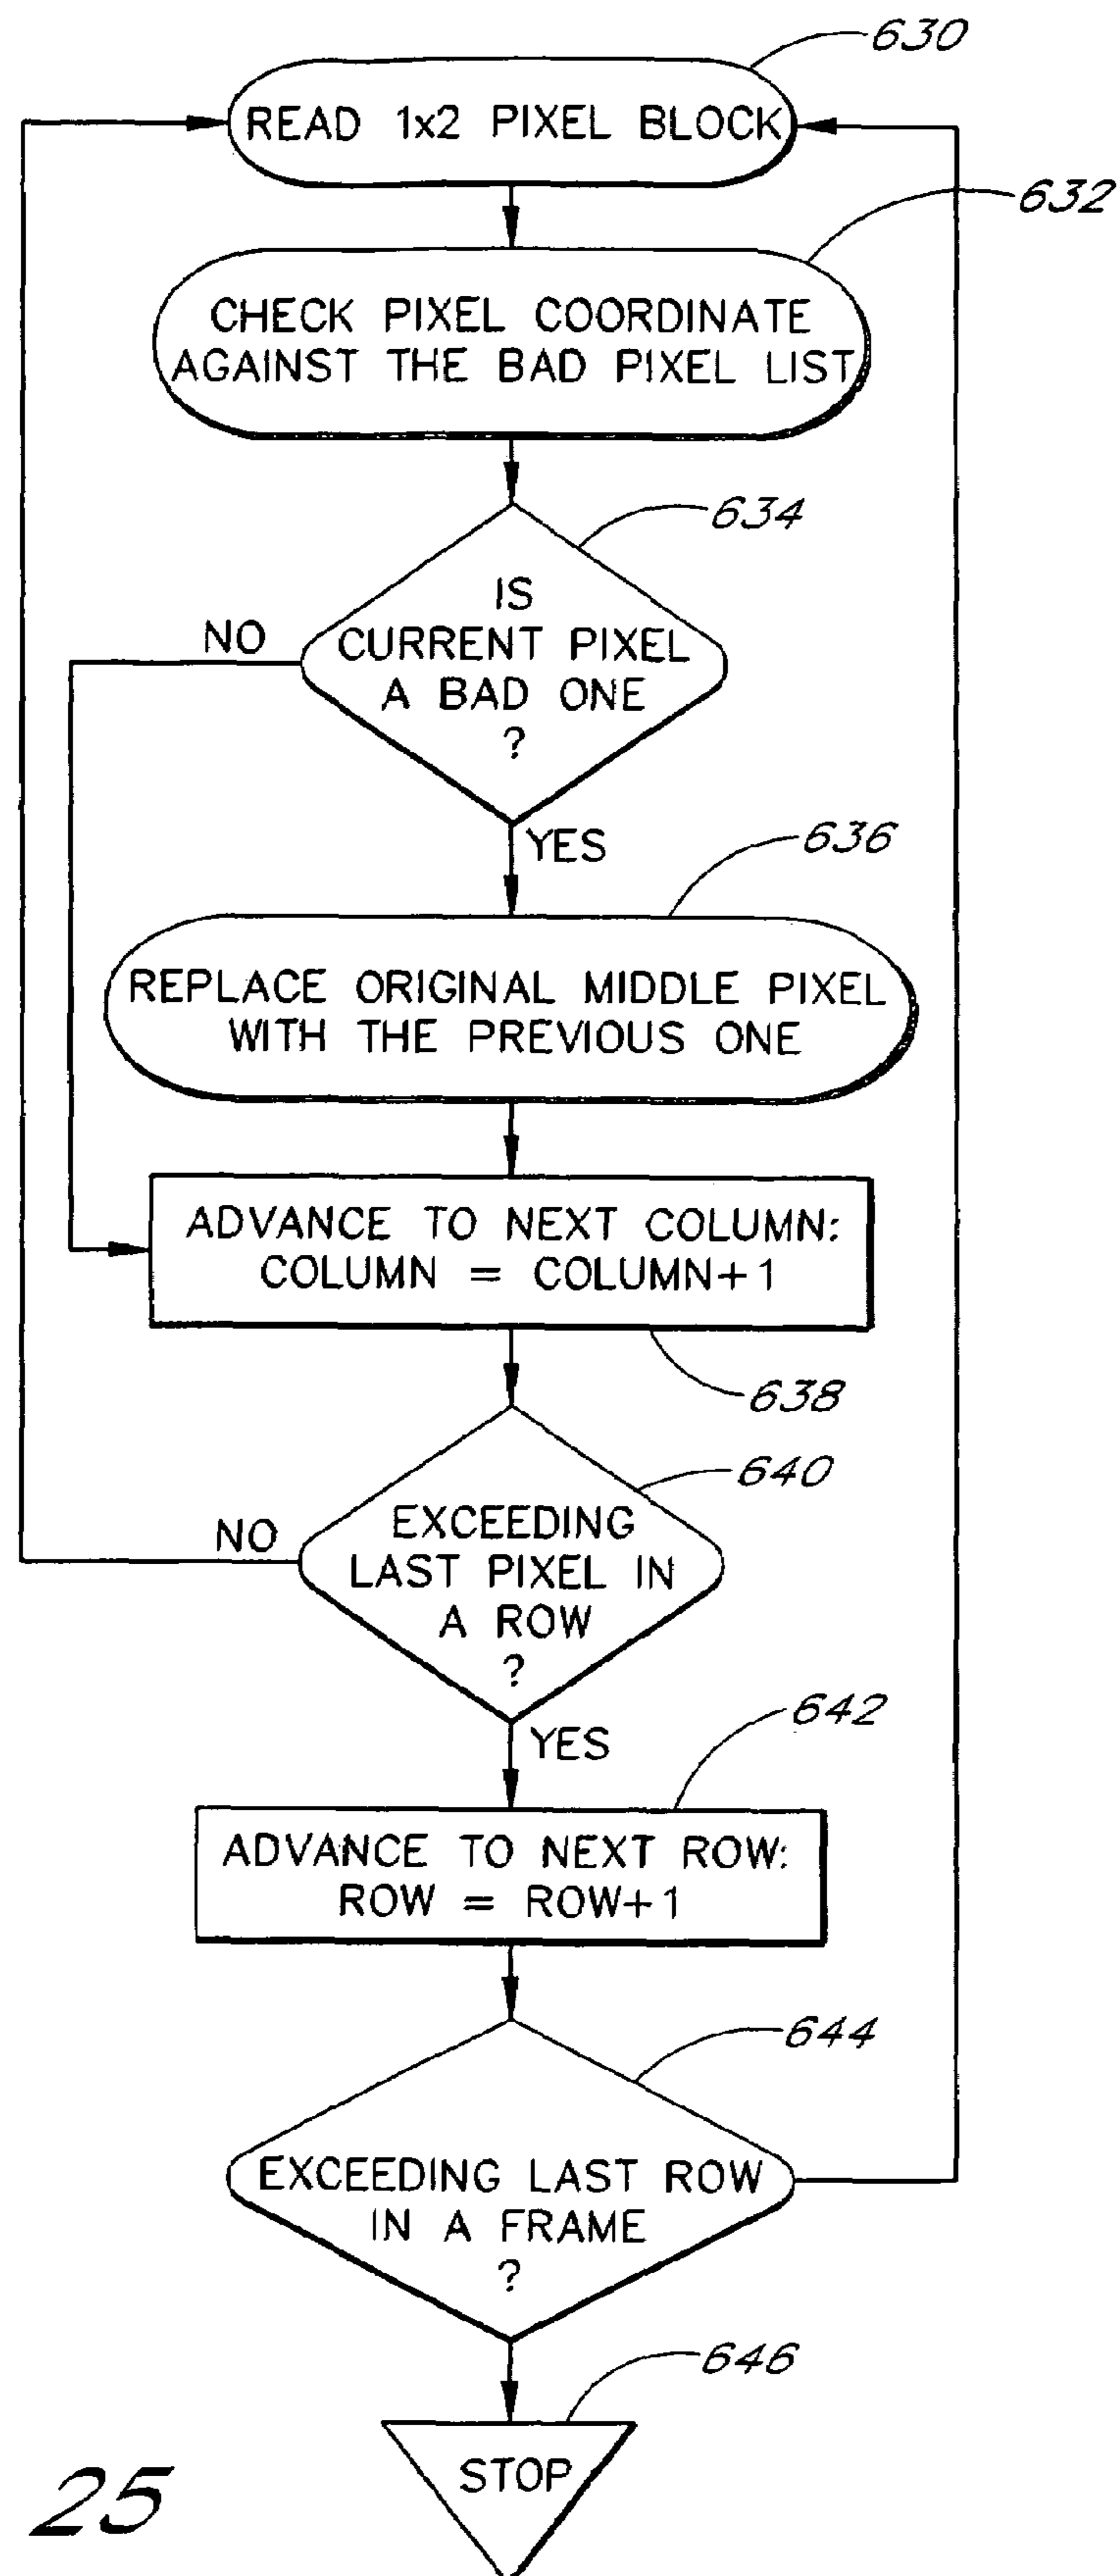 630
READ 1x2 PIXEL BLOCK
632
CHECK PIXEL COORDINATE
AGAINST THE BAD PIXEL LIST
634
IS
CURRENT PIXEL
A BAD ONE
?
NO
YES
636
REPLACE ORIGINAL MIDDLE PIXEL
WITH THE PREVIOUS ONE
ADVANCE TO NEXT COLUMN:
COLUMN = COLUMN+1
638
640
EXCEEDING
LAST PIXEL IN
A ROW
?
NO
YES
642
ADVANCE TO NEXT ROW:
ROW = ROW+1
644
EXCEEDING LAST ROW
IN A FRAME
?
646
STOP
25